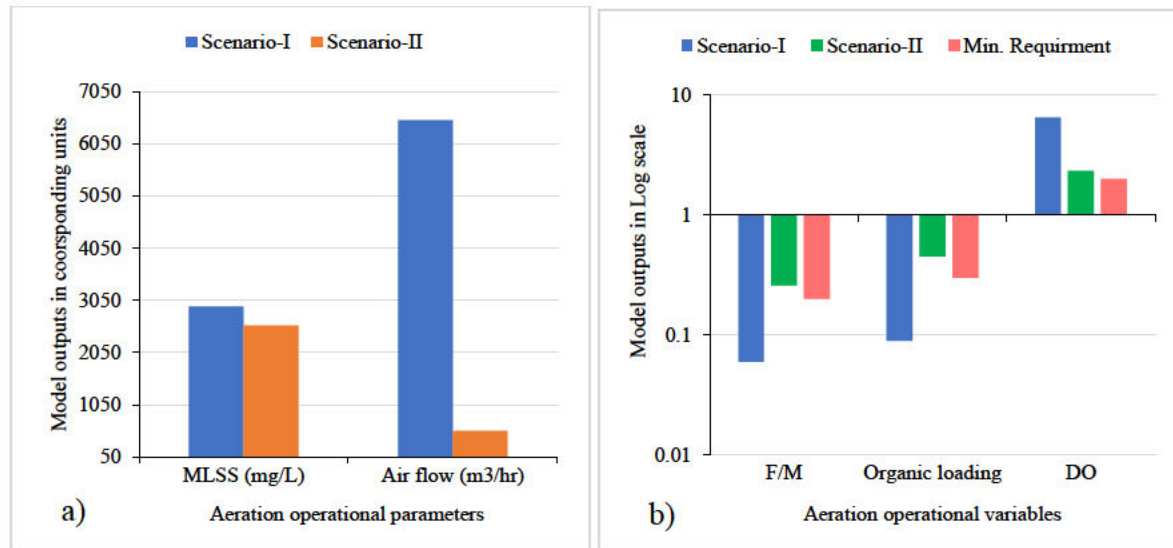 Scenario-I Scenario-II
7050
6050
5050
4050
3050
2050
1050
50
Model outputs in coorsponding units
MLSS (mg/L) Air flow (m3/hr)
a) Aeration operational parameters
Scenario-I Scenario-II Min. Requirment
10
1
0.1
0.01
Model outputs in Log scale
F/M Organic loading DO
b) Aeration operational variables